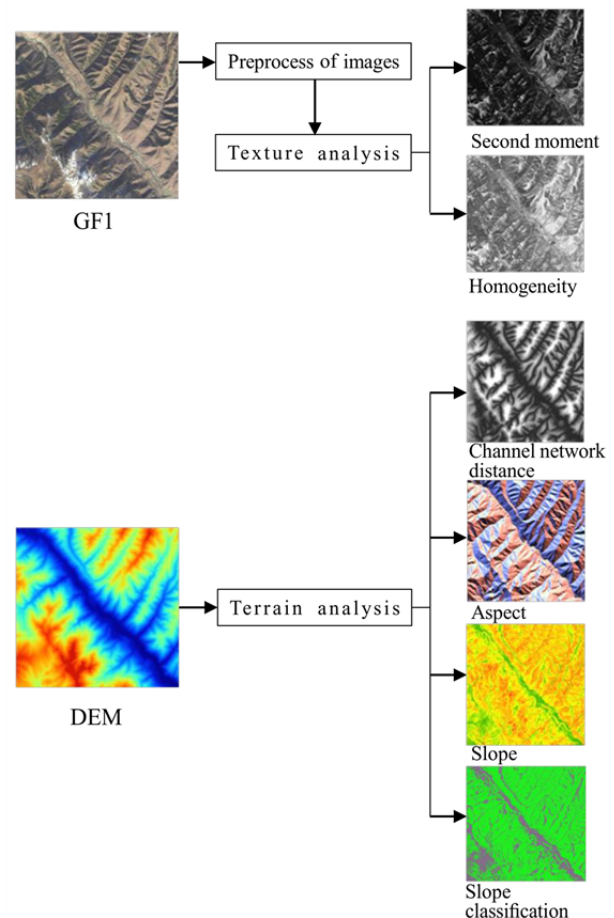 Preprocess of images
Texture analysis
GF1
Second moment
Homogeneity
Channel network
distance
Aspect
Terrain analysis
DEM
Slope
Slope
classification